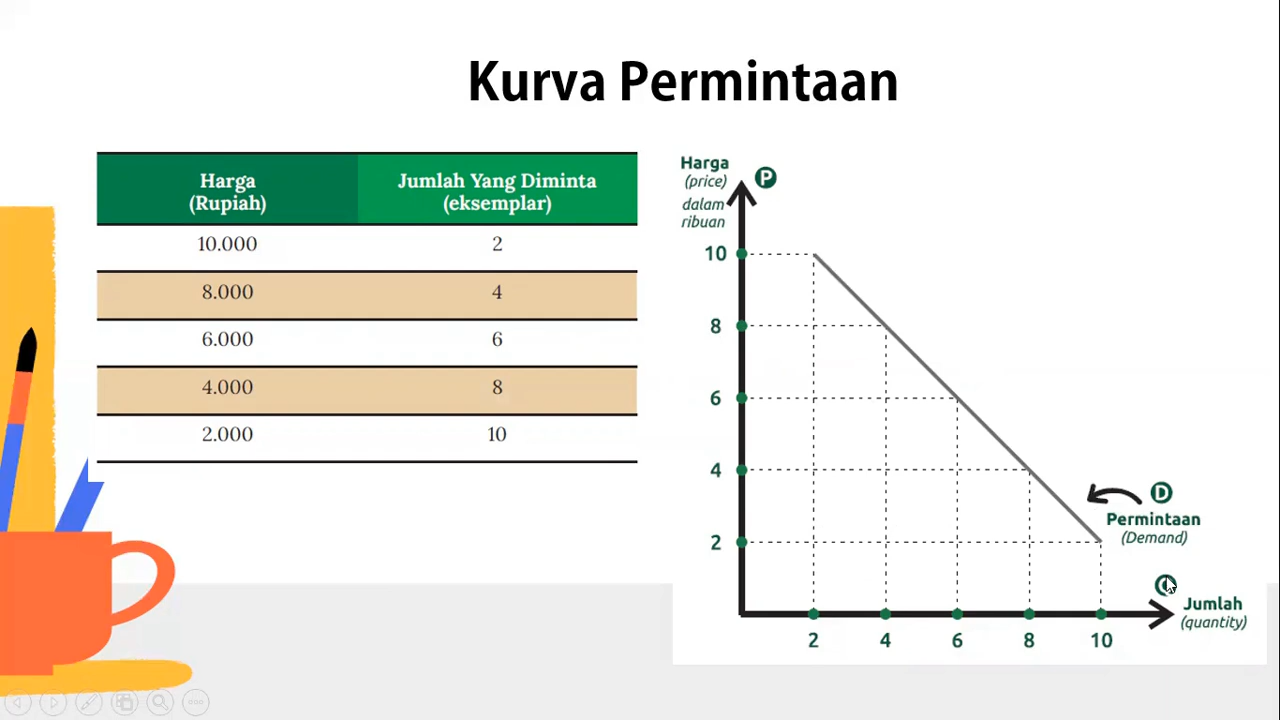 Kurva Permintaan
Harga
(Rupiah)
Jumlah Yang Diminta
(eksemplar)
10.000
2
8.000
4
6.000
6
4.000
8
2.000
10
Harga
(price)
dalam
ribuan
P
10
8
6
4
2
D
Permintaan
(Demand)
Jumlah
(quantity)
2
4
6
8
10